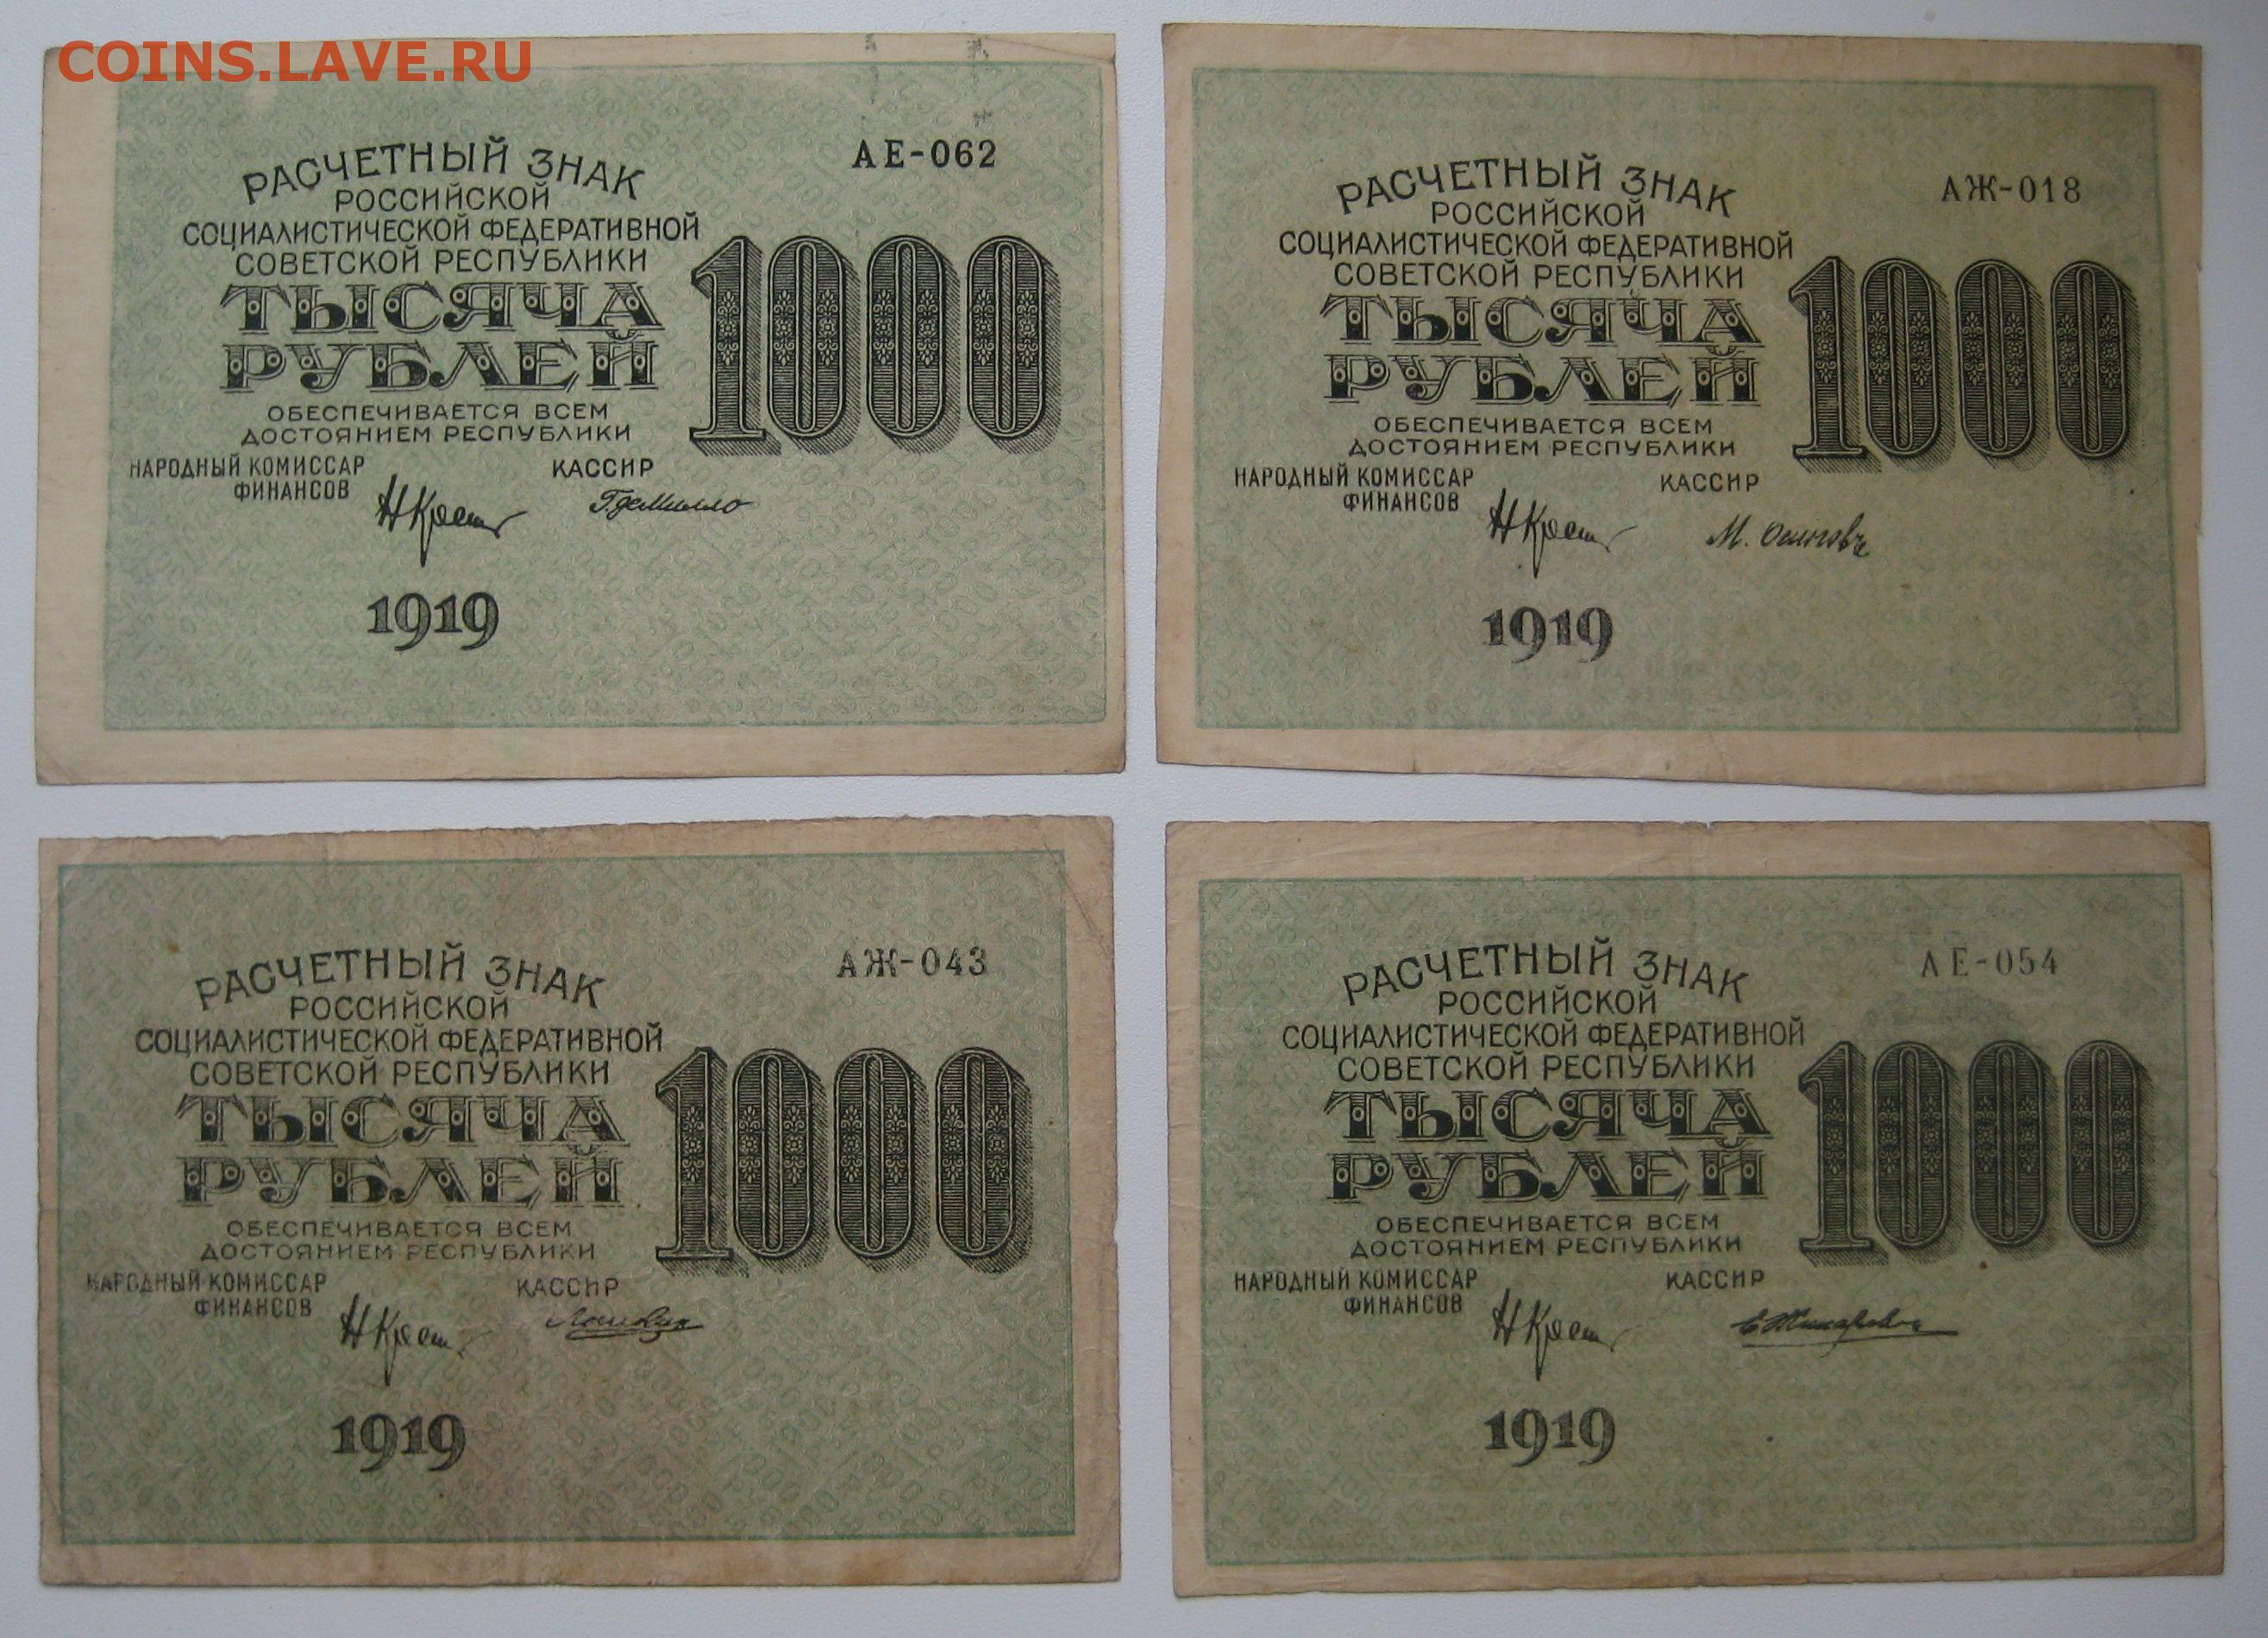 COINS.LAVE.RU
АЕ-062
РАСЧЕТНЫЙ ЗНАК
РОССИЙСКОЙ
СОЦИАЛИСТИЧЕСКОЙ ФЕДЕРАТИВНОЙ
СОВЕТСКОЙ РЕСПУБЛИКИ
ТЫСЯЧА
РУБЛЕЙ
1000
ОБЕСПЕЧИВАЕТСЯ ВСЕМ
ДОСТОЯНИЕМ РЕСПУБЛИКИ
НАРОДНЫЙ КОМИССАР
ФИНАНСОВ
Н Крест
КАССИР
Г. де Милло
1919
АЖ-018
РАСЧЕТНЫЙ ЗНАК
РОССИЙСКОЙ
СОЦИАЛИСТИЧЕСКОЙ ФЕДЕРАТИВНОЙ
СОВЕТСКОЙ РЕСПУБЛИКИ
ТЫСЯЧА
РУБЛЕЙ
1000
ОБЕСПЕЧИВАЕТСЯ ВСЕМ
ДОСТОЯНИЕМ РЕСПУБЛИКИ
НАРОДНЫЙ КОМИССАР
ФИНАНСОВ
Н Крест
КАССИР
М. Осиповъ
1919
АЖ-043
РАСЧЕТНЫЙ ЗНАК
РОССИЙСКОЙ
СОЦИАЛИСТИЧЕСКОЙ ФЕДЕРАТИВНОЙ
СОВЕТСКОЙ РЕСПУБЛИКИ
ТЫСЯЧА
РУБЛЕЙ
1000
ОБЕСПЕЧИВАЕТСЯ ВСЕМ
ДОСТОЯНИЕМ РЕСПУБЛИКИ
НАРОДНЫЙ КОМИССАР
ФИНАНСОВ
Н Крест
КАССИР
1919
АЕ-054
РАСЧЕТНЫЙ ЗНАК
РОССИЙСКОЙ
СОЦИАЛИСТИЧЕСКОЙ ФЕДЕРАТИВНОЙ
СОВЕТСКОЙ РЕСПУБЛИКИ
ТЫСЯЧА
РУБЛЕЙ
1000
ОБЕСПЕЧИВАЕТСЯ ВСЕМ
ДОСТОЯНИЕМ РЕСПУБЛИКИ
НАРОДНЫЙ КОМИССАР
ФИНАНСОВ
Н Крест
КАССИР
1919